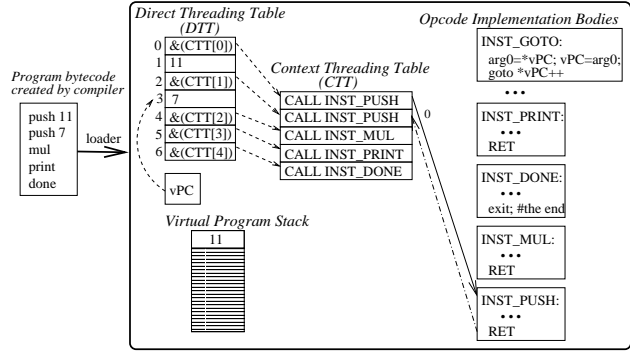 Direct Threading Table
(DTT)
Opcode Implementation Bodies
0 &(CTT[0])
1 11
2 &(CTT[1])
3 7
4 &(CTT[2])
5 &(CTT[3])
6 &(CTT[4])
vPC
Program bytecode
created by compiler
push 11
push 7
mul
print
done
loader
Context Threading Table
(CTT)
CALL INST_PUSH
CALL INST_PUSH
CALL INST_MUL
CALL INST_PRINT
CALL INST_DONE
0
Virtual Program Stack
11
INST_GOTO:
arg0=*vPC; vPC=arg0;
goto *vPC++
•••
INST_PRINT:
•••
RET
INST_DONE:
•••
exit; #the end
INST_MUL:
•••
RET
INST_PUSH:
•••
RET